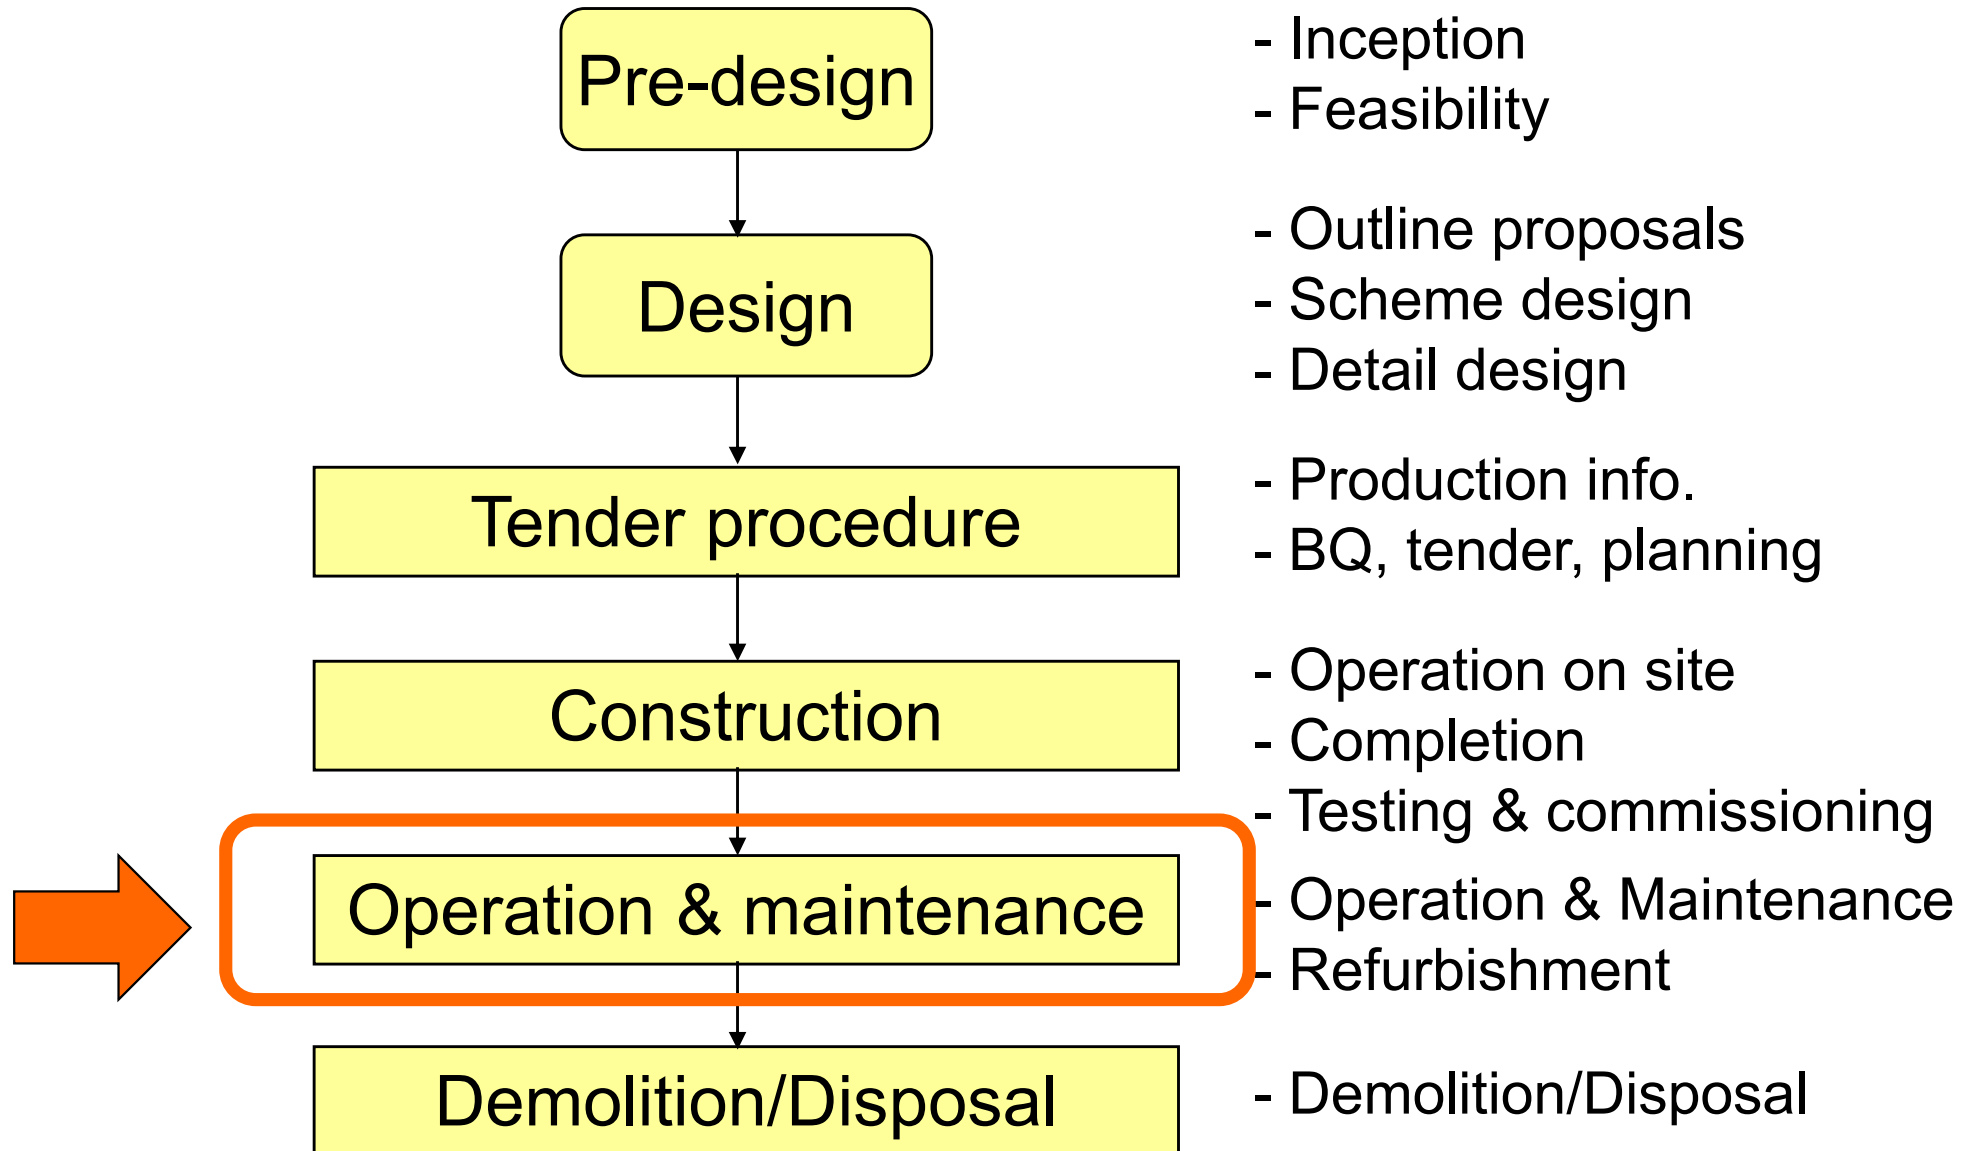 Pre-design
- Inception
- Feasibility
Design
- Outline proposals
- Scheme design
- Detail design
Tender procedure
- Production info.
- BQ, tender, planning
Construction
- Operation on site
- Completion
- Testing & commissioning
Operation & maintenance
- Operation & Maintenance
- Refurbishment
Demolition/Disposal
- Demolition/Disposal